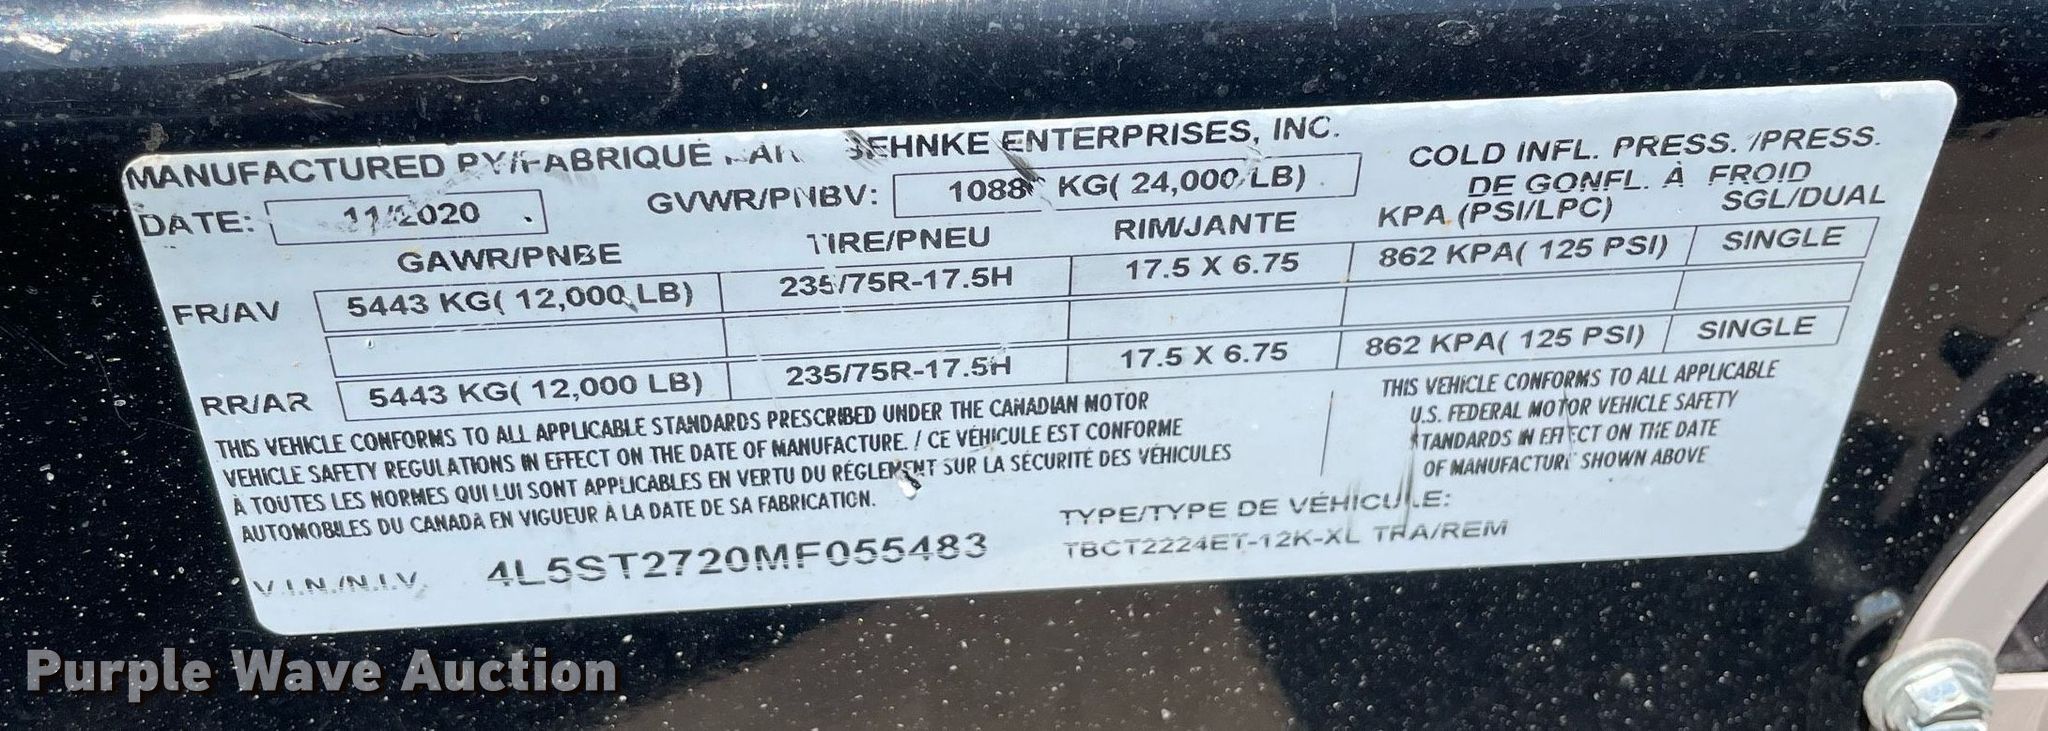 MANUFACTURED BY/FABRIQUÉ PAR BEHNKE ENTERPRISES, INC.
DATE: 11/2020 GVWR/PNBV: 1088 KG( 24,000 LB)
COLD INFL. PRESS. /PRESS.
DE GONFL. À FROID
GAWR/PNBE TIRE/PNEU RIM/JANTE KPA (PSI/LPC) SGL/DUAL
FR/AV 5443 KG( 12,000 LB) 235/75R-17.5H 17.5 X 6.75 862 KPA( 125 PSI) SINGLE
RR/AR 5443 KG( 12,000 LB) 235/75R-17.5H 17.5 X 6.75 862 KPA( 125 PSI) SINGLE
THIS VEHICLE CONFORMS TO ALL APPLICABLE STANDARDS PRESCRIBED UNDER THE CANADIAN MOTOR
VEHICLE SAFETY REGULATIONS IN EFFECT ON THE DATE OF MANUFACTURE. / CE VÉHICULE EST CONFORME
À TOUTES LES NORMES QUI LUI SONT APPLICABLES EN VERTU DU RÉGLEMENT SUR LA SÉCURITÉ DES VÉHICULES
AUTOMOBILES DU CANADA EN VIGUEUR À LA DATE DE SA FABRICATION.
THIS VEHICLE CONFORMS TO ALL APPLICABLE
U.S. FEDERAL MOTOR VEHICLE SAFETY
STANDARDS IN EFFECT ON THE DATE
OF MANUFACTURE SHOWN ABOVE
V.I.N./N.I.V. 4L5ST2720MF055483
TYPE/TYPE DE VÉHICULE:
TBCT2224ET-12K-XL TRA/REM
Purple Wave Auction